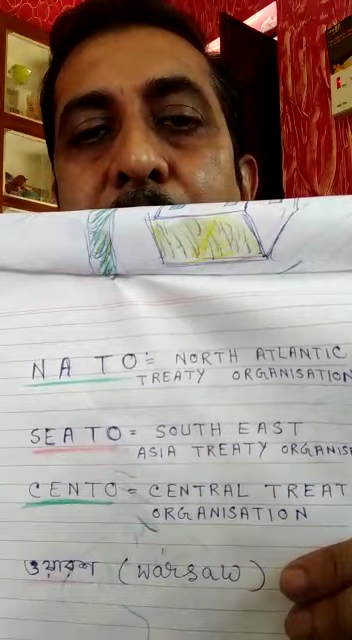 NATO = NORTH ATLANTIC
TREATY ORGANISATION
SEATO = SOUTH EAST
ASIA TREATY ORGANIS
CENTO = CENTRAL TREAT
ORGANISATION
ওয়ারশ (Warsaw)